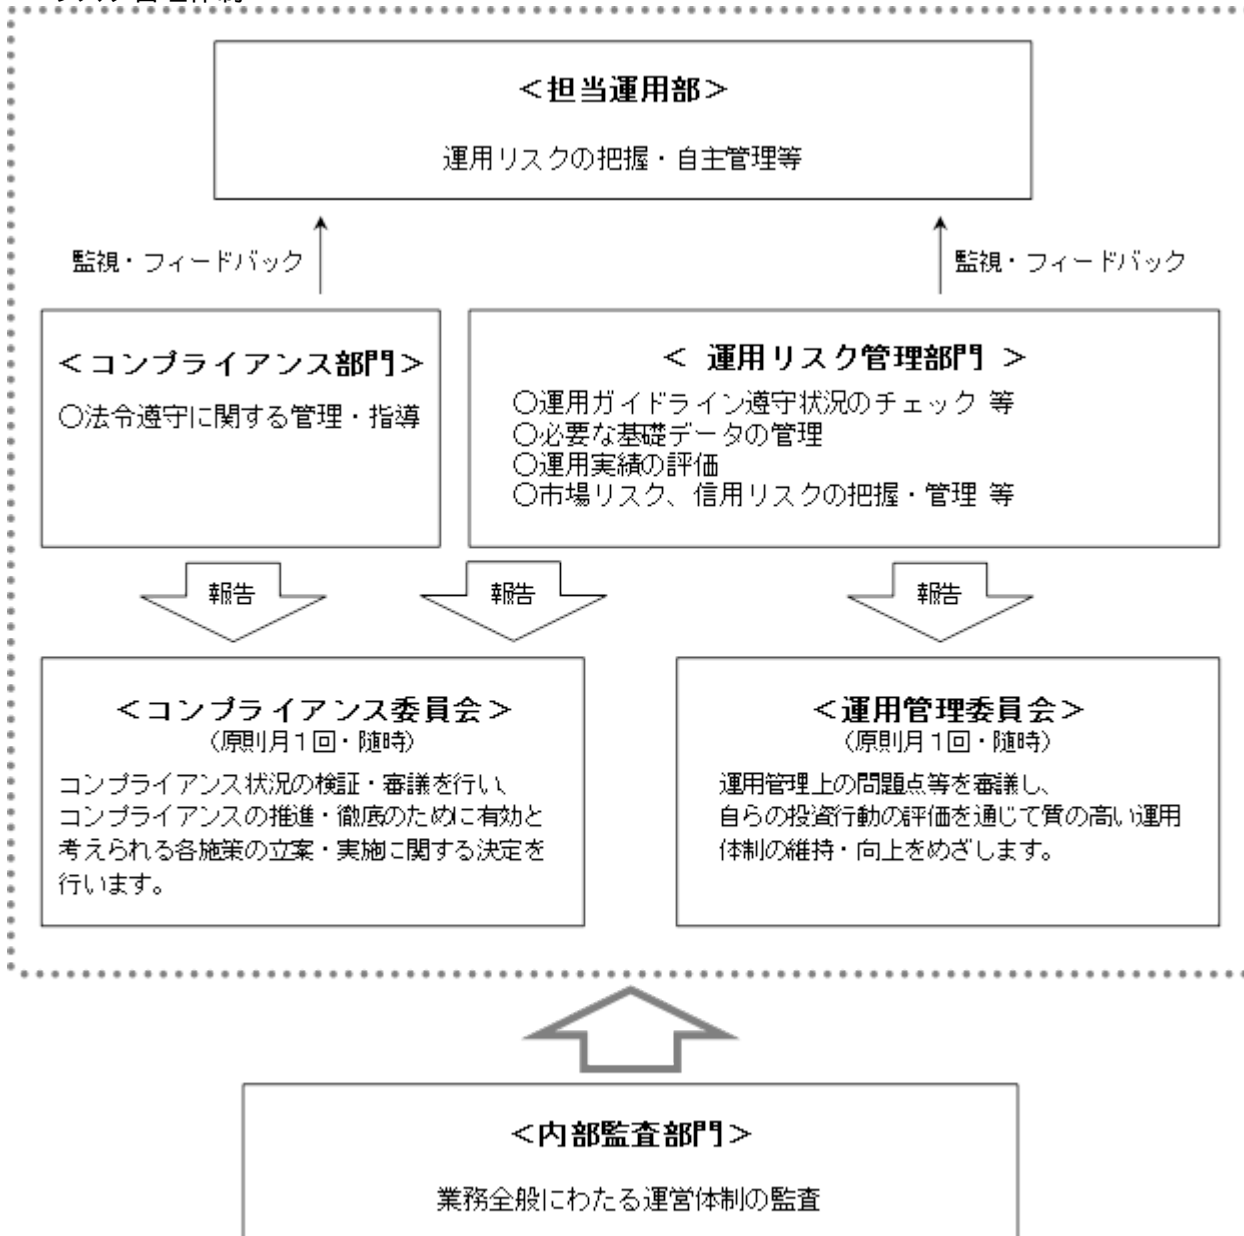 ＜担当運用部＞
運用リスクの把握・自主管理等
監視・フィードバック
監視・フィードバック
＜コンプライアンス部門＞
○法令遵守に関する管理・指導
＜ 運用リスク管理部門 ＞
○運用ガイドライン遵守状況のチェック 等
○必要な基礎データの管理
○運用実績の評価
○市場リスク、信用リスクの把握・管理 等
報告
報告
報告
＜コンプライアンス委員会＞
（原則月１回・随時）
コンプライアンス状況の検証・審議を行い、
コンプライアンスの推進・徹底のために有効と
考えられる各施策の立案・実施に関する決定を
行います。
＜運用管理委員会＞
（原則月１回・随時）
運用管理上の問題点等を審議し、
自らの投資行動の評価を通じて質の高い運用
体制の維持・向上をめざします。
＜内部監査部門＞
業務全般にわたる運営体制の監査